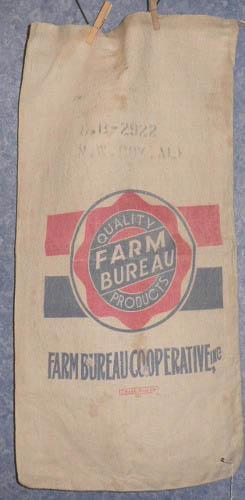 QUALITY
FARM
BUREAU
PRODUCTS
FARM BUREAU COOPERATIVE, INC